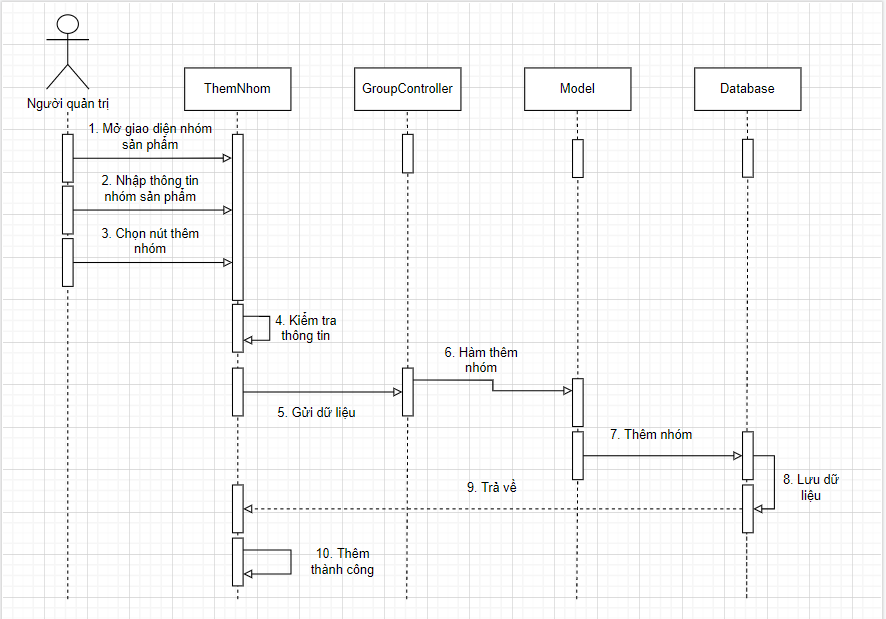 Người quản trị
ThemNhom
GroupController
Model
Database
1. Mở giao diện nhóm
sản phẩm
2. Nhập thông tin
nhóm sản phẩm
3. Chọn nút thêm
nhóm
4. Kiểm tra
thông tin
5. Gửi dữ liệu
6. Hàm thêm
nhóm
7. Thêm nhóm
8. Lưu dữ
liệu
9. Trả về
10. Thêm
thành công